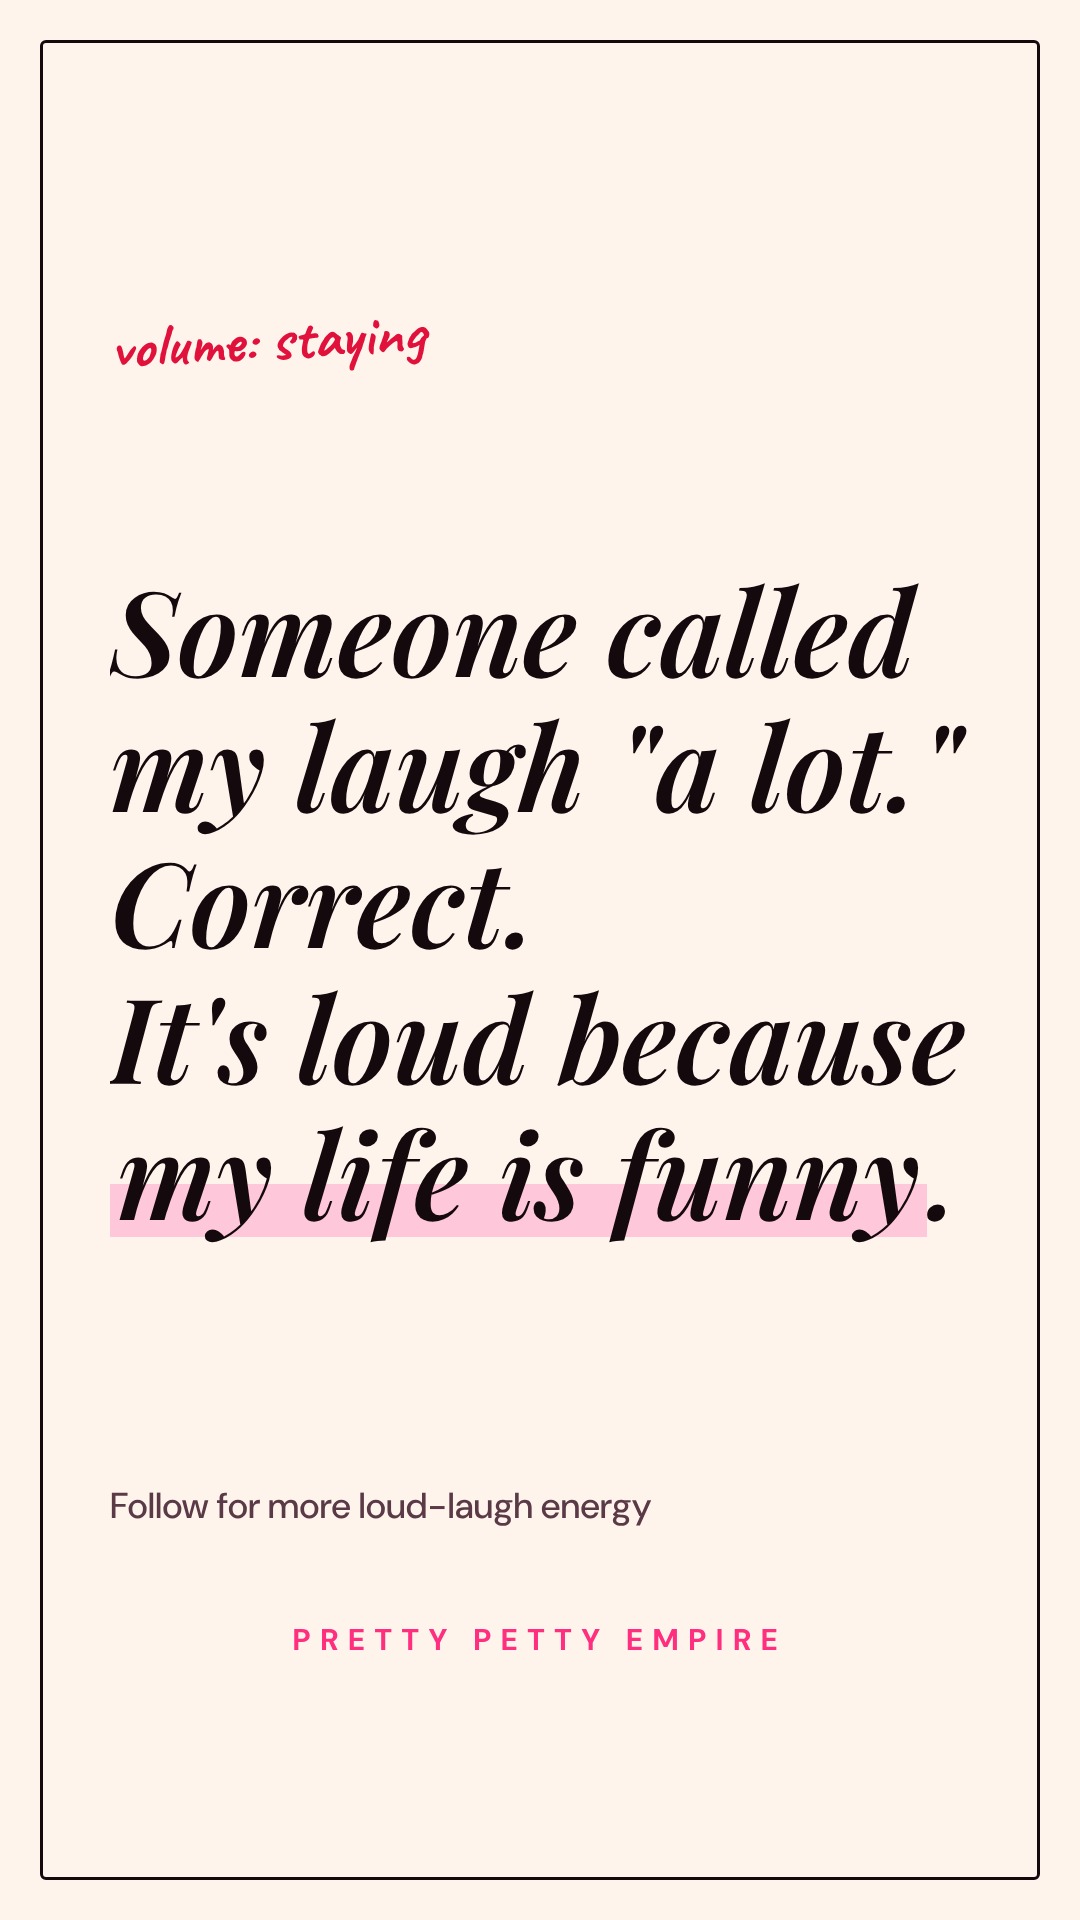 volume: staying
Someone called
my laugh "a lot."
Correct.
It's loud because
my life is funny.
Follow for more loud-laugh energy
PRETTY PETTY EMPIRE